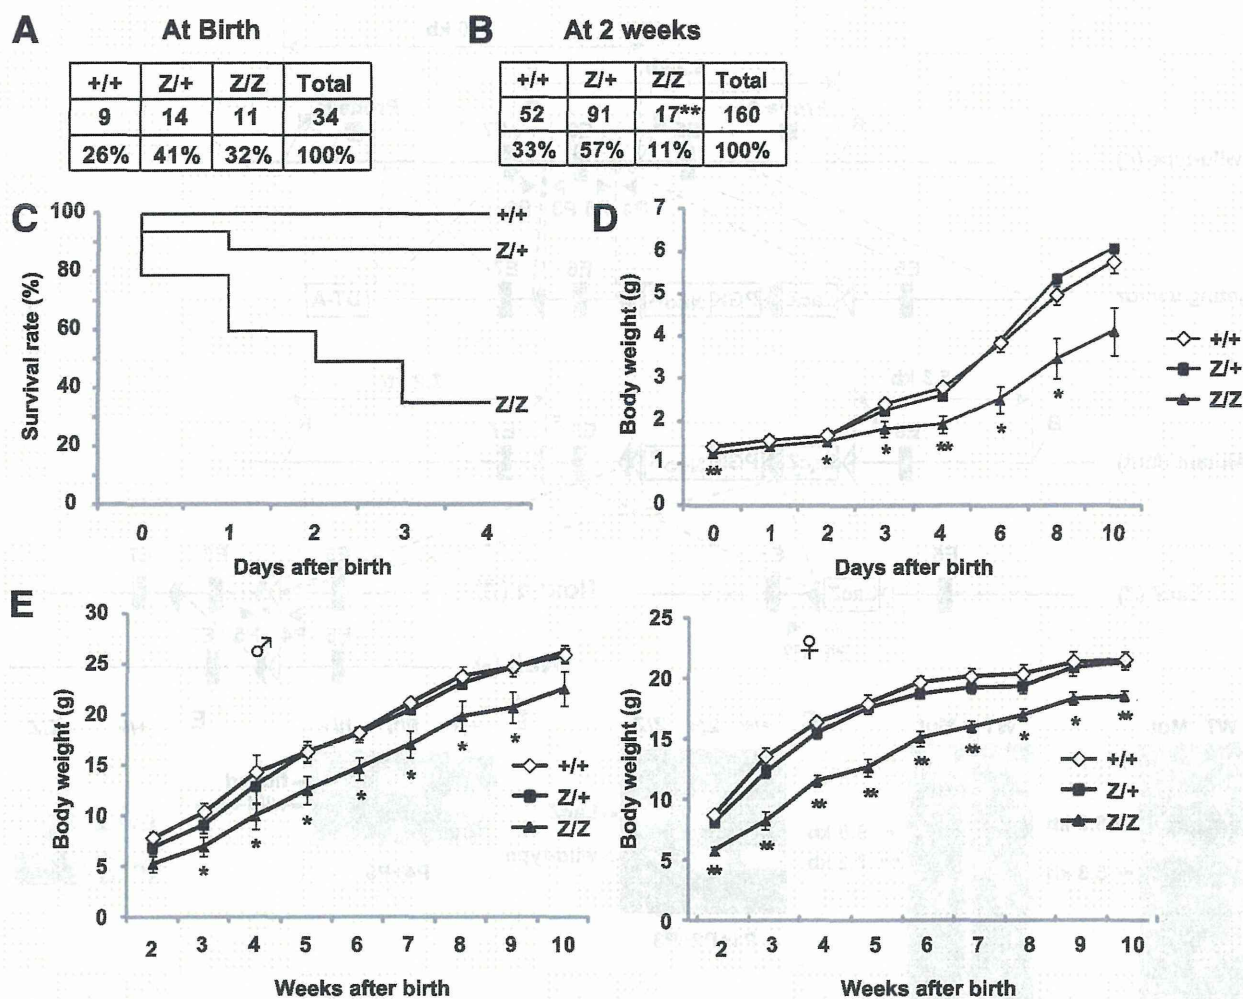 A At Birth
+/+ Z/+ Z/Z Total
9 14 11 34
26% 41% 32% 100%
B At 2 weeks
+/+ Z/+ Z/Z Total
52 91 17** 160
33% 57% 11% 100%
C
Survival rate (%)
100
80
60
40
20
0
+/+
Z/+
Z/Z
0 1 2 3 4
Days after birth
D
Body weight (g)
7
6
5
4
3
2
1
0
** * * ** * *
+/+
Z/+
Z/Z
0 1 2 3 4 6 8 10
Days after birth
E
♂
Body weight (g)
30
25
20
15
10
5
0
* * * * * * *
+/+
Z/+
Z/Z
2 3 4 5 6 7 8 9 10
Weeks after birth
♀
Body weight (g)
25
20
15
10
5
0
** ** ** ** ** ** * * **
+/+
Z/+
Z/Z
2 3 4 5 6 7 8 9 10
Weeks after birth